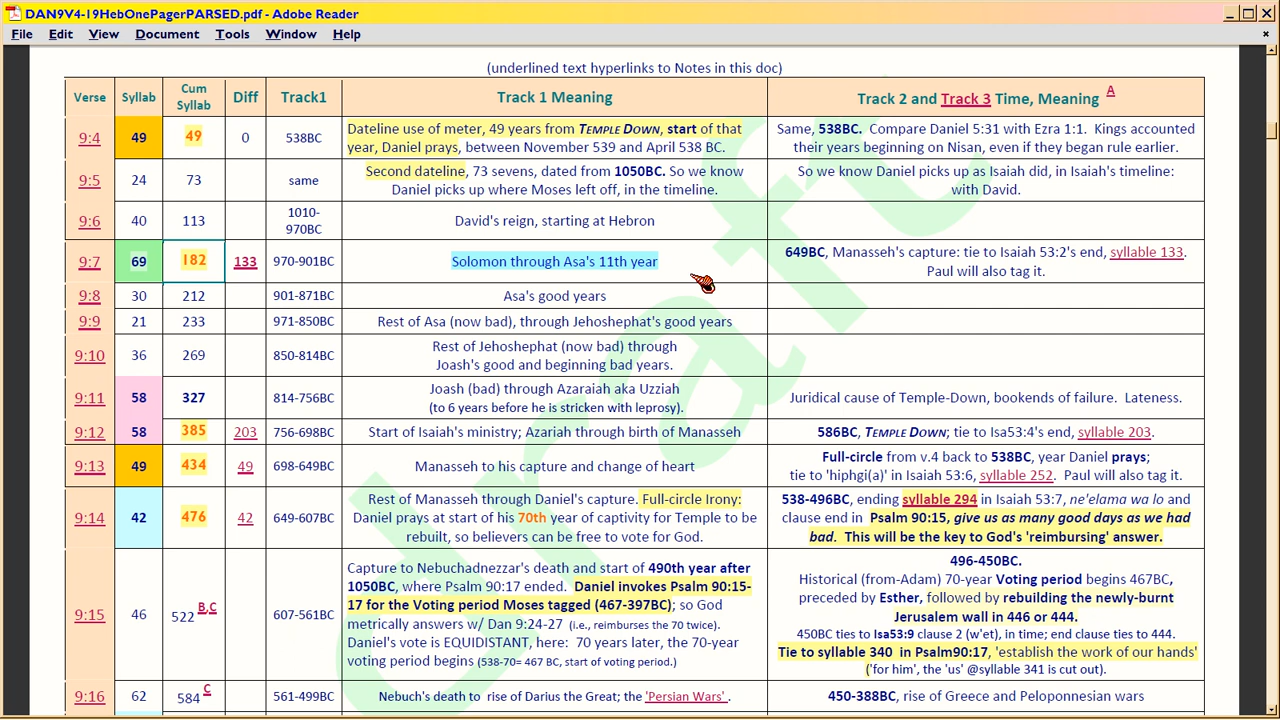 DAN9V4-19HebOnePagerPARSED.pdf - Adobe Reader
File Edit View Document Tools Window Help
(underlined text hyperlinks to Notes in this doc)
Verse Syllab Cum Syllab Diff Track1 Track 1 Meaning Track 2 and Track 3 Time, Meaning A
9:4 49 49 0 538BC
Dateline use of meter, 49 years from TEMPLE DOWN, start of that
year, Daniel prays, between November 539 and April 538 BC.
Same, 538BC. Compare Daniel 5:31 with Ezra 1:1. Kings accounted
their years beginning on Nisan, even if they began rule earlier.
9:5 24 73 same
Second dateline, 73 sevens, dated from 1050BC. So we know
Daniel picks up where Moses left off, in the timeline.
So we know Daniel picks up as Isaiah did, in Isaiah's timeline:
with David.
9:6 40 113 1010-
970BC
David's reign, starting at Hebron
9:7 69 182 133 970-901BC
Solomon through Asa's 11th year
649BC, Manasseh's capture: tie to Isaiah 53:2's end, syllable 133.
Paul will also tag it.
9:8 30 212 901-871BC Asa's good years
9:9 21 233 971-850BC Rest of Asa (now bad), through Jehoshephat's good years
9:10 36 269 850-814BC
Rest of Jehoshephat (now bad) through
Joash's good and beginning bad years.
9:11 58 327 814-756BC
Joash (bad) through Azaraiah aka Uzziah
(to 6 years before he is stricken with leprosy).
Juridical cause of Temple-Down, bookends of failure. Lateness.
9:12 58 385 203 756-698BC
Start of Isaiah's ministry; Azariah through birth of Manasseh
586BC, TEMPLE DOWN; tie to Isa53:4's end, syllable 203.
9:13 49 434 49 698-649BC
Manasseh to his capture and change of heart
Full-circle from v.4 back to 538BC, year Daniel prays;
tie to 'hiphgi(a)' in Isaiah 53:6, syllable 252. Paul will also tag it.
9:14 42 476 42 649-607BC
Rest of Manasseh through Daniel's capture. Full-circle Irony:
Daniel prays at start of his 70th year of captivity for Temple to be
rebuilt, so believers can be free to vote for God.
538-496BC, ending syllable 294 in Isaiah 53:7, ne'elama wa lo and
clause end in Psalm 90:15, give us as many good days as we had
bad. This will be the key to God's 'reimbursing' answer.
9:15 46 522 B,C 607-561BC
Capture to Nebuchadnezzar's death and start of 490th year after
1050BC, where Psalm 90:17 ended. Daniel invokes Psalm 90:15-
17 for the Voting period Moses tagged (467-397BC); so God
metrically answers w/ Dan 9:24-27 (i.e., reimburses the 70 twice).
Daniel's vote is EQUIDISTANT, here: 70 years later, the 70-year
voting period begins (538-70= 467 BC, start of voting period.)
496-450BC.
Historical (from-Adam) 70-year Voting period begins 467BC,
preceded by Esther, followed by rebuilding the newly-burnt
Jerusalem wall in 446 or 444.
450BC ties to Isa53:9 clause 2 (w'et), in time; end clause ties to 444.
Tie to syllable 340 in Psalm90:17, 'establish the work of our hands'
('for him', the 'us' @syllable 341 is cut out).
9:16 62 584 C 561-499BC
Nebuch's death to rise of Darius the Great; the 'Persian Wars' .
450-388BC, rise of Greece and Peloponnesian wars
draft